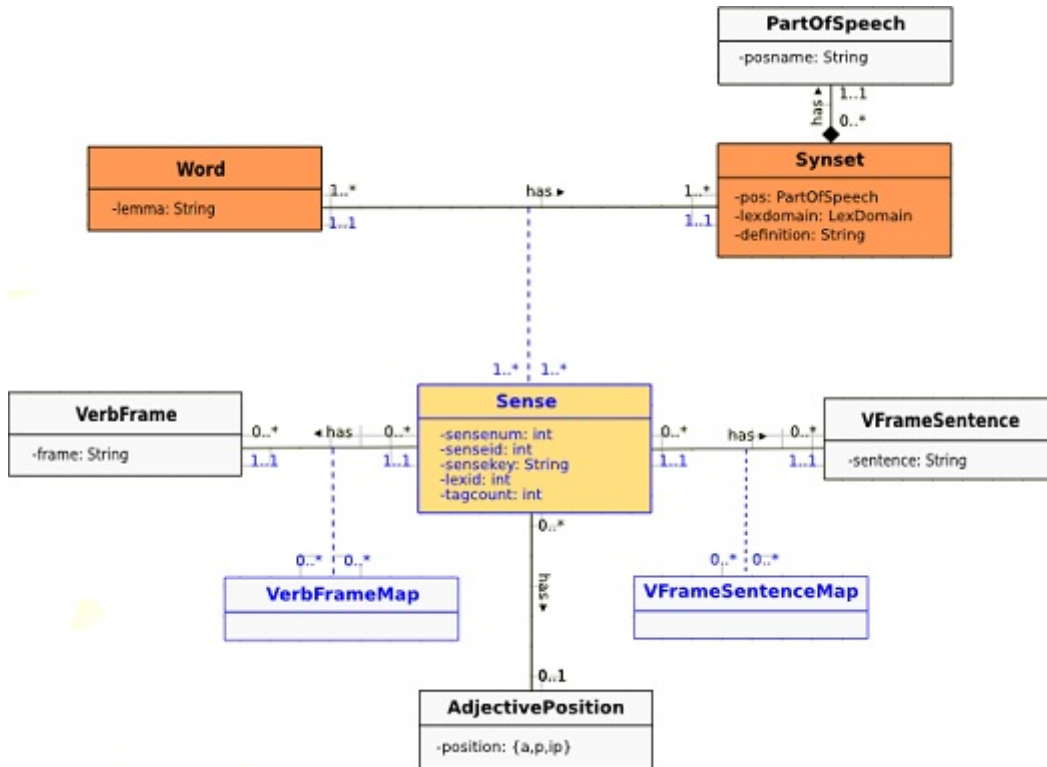 PartOfSpeech
-posname: String
has ▸
1..1
0..*
Word
-lemma: String
1..*
has ▸
1..*
1..1
1..1
Synset
-pos: PartOfSpeech
-lexdomain: LexDomain
-definition: String
1..* 1..*
Sense
-sensenum: int
-senseid: int
-sensekey: String
-lexid: int
-tagcount: int
VerbFrame
-frame: String
0..*
◂ has
0..*
1..1
1..1
0..*
has ▸
0..*
1..1
1..1
VFrameSentence
-sentence: String
0..* 0..*
VerbFrameMap
0..* 0..*
VFrameSentenceMap
0..*
has ▸
0..1
AdjectivePosition
-position: {a,p,ip}